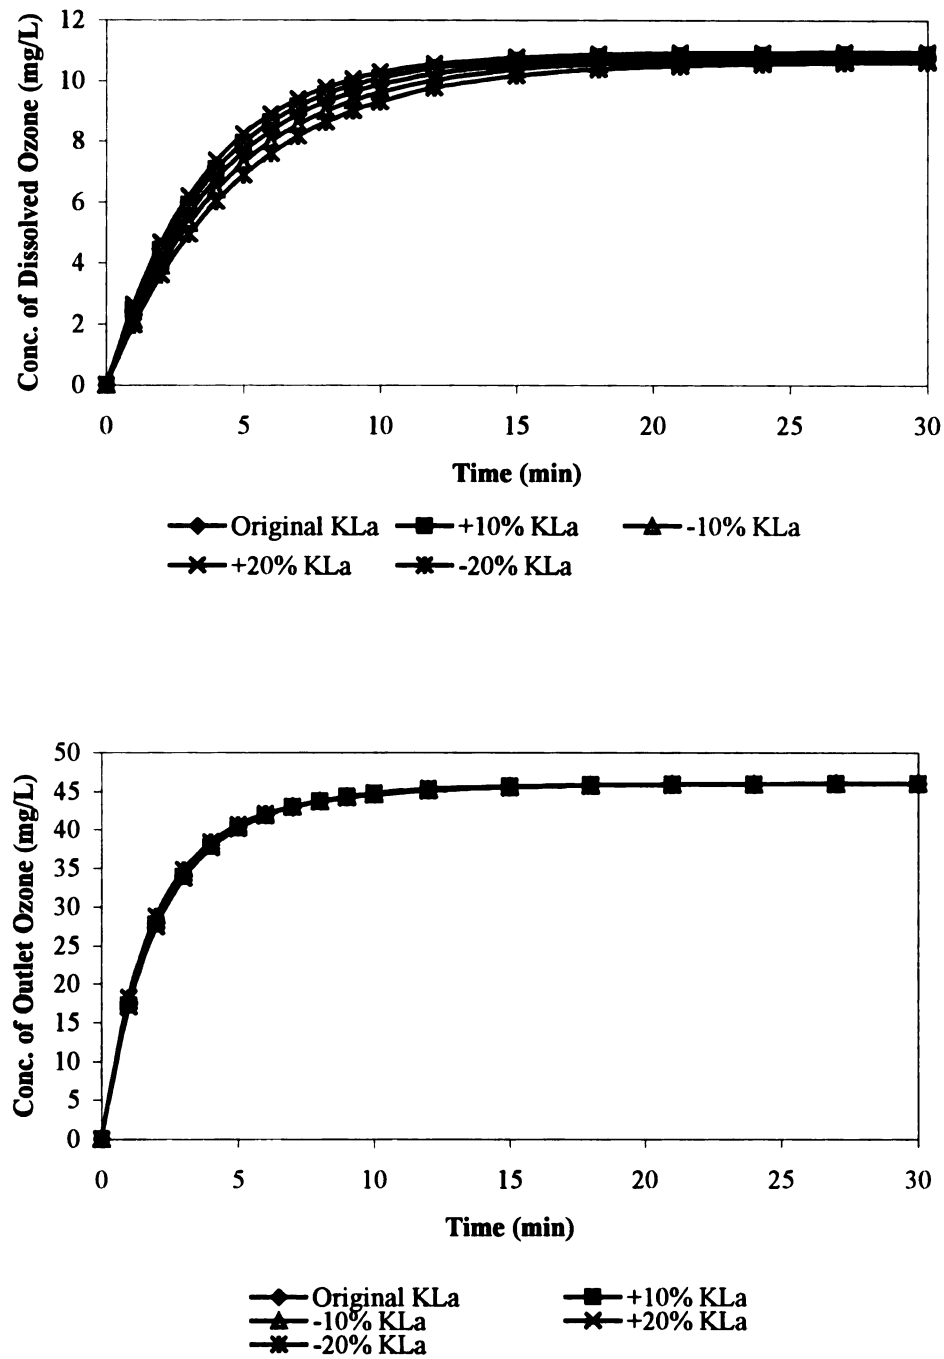 12
10
8
6
4
2
0
Conc. of Dissolved Ozone (mg/L)
0 5 10 15 20 25 30
Time (min)
Original KLa +10% KLa -10% KLa
+20% KLa -20% KLa
50
45
40
35
30
25
20
15
10
5
0
Conc. of Outlet Ozone (mg/L)
0 5 10 15 20 25 30
Time (min)
Original KLa +10% KLa
-10% KLa +20% KLa
-20% KLa